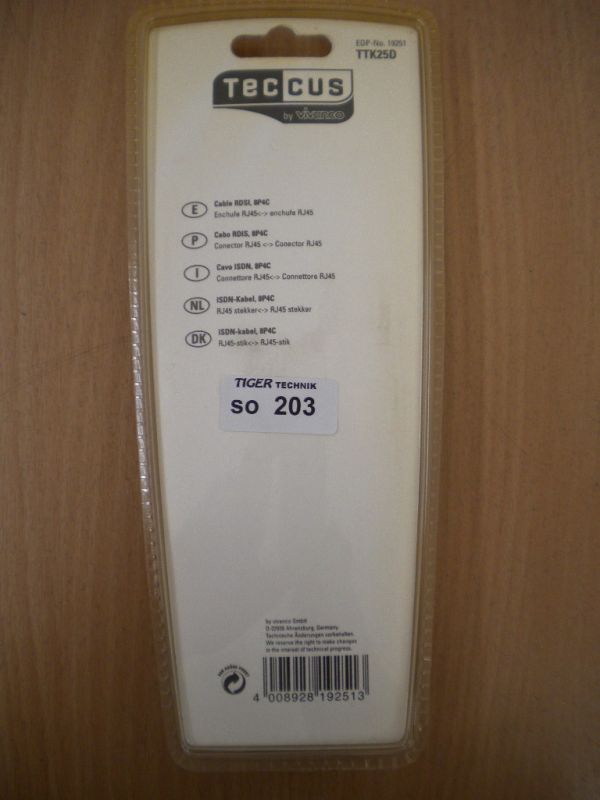 EDP-No. 19251
TTK25D
TECCUS
by vivanco
E
Cable RDSI, 8P4C
Enchufe RJ45<-> enchufe RJ45
P
Cabo RDIS, 8P4C
Conector RJ45 <-> Conector RJ45
I
Cavo ISDN, 8P4C
Connettore RJ45<-> Connettore RJ45
NL
ISDN-Kabel, 8P4C
RJ45 stekker<-> RJ45 stekker
DK
ISDN-kabel, 8P4C
RJ45-stik<-> RJ45-stik
TIGER TECHNIK
so 203
by vivanco GmbH
D-22926 Ahrensburg, Germany
Technische Änderungen vorbehalten.
We reserve the right to make changes
in the interest of technical progress.
4 008928 192513